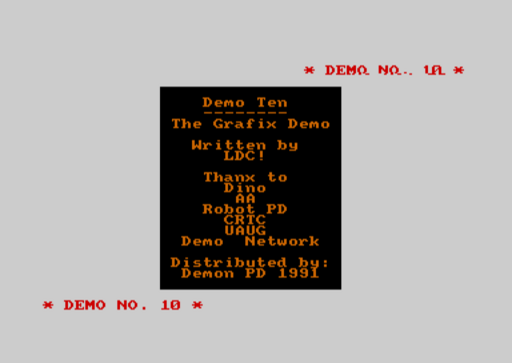 * DEMO NO. 10 *
Demo Ten
--------
The Grafix Demo
Written by
LDC!
Thanx to
Dino
AA
Robot PD
CRTC
UAUG
Demo  Network
Distributed by:
Demon PD 1991
* DEMO NO. 10 *